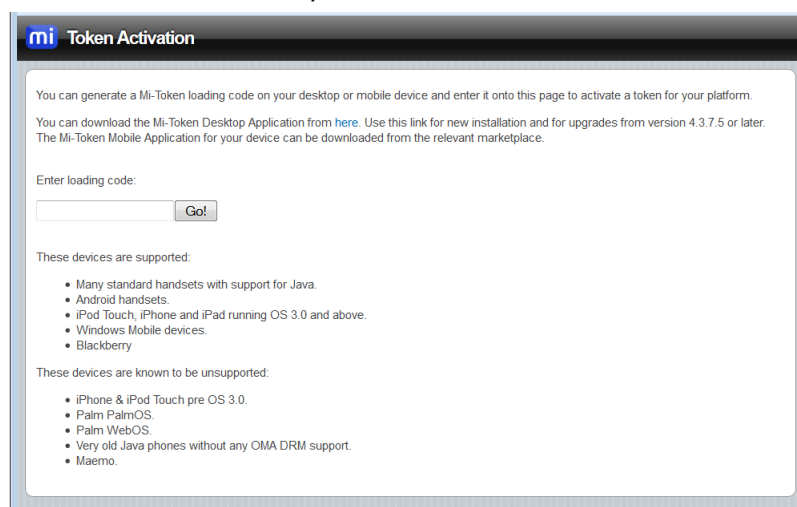 mi Token Activation
You can generate a Mi-Token loading code on your desktop or mobile device and enter it onto this page to activate a token for your platform.
You can download the Mi-Token Desktop Application from here. Use this link for new installation and for upgrades from version 4.3.7.5 or later.
The Mi-Token Mobile Application for your device can be downloaded from the relevant marketplace.
Enter loading code:
Go!
These devices are supported:
• Many standard handsets with support for Java.
• Android handsets.
• iPod Touch, iPhone and iPad running OS 3.0 and above.
• Windows Mobile devices.
• Blackberry
These devices are known to be unsupported:
• iPhone & iPod Touch pre OS 3.0.
• Palm PalmOS.
• Palm WebOS.
• Very old Java phones without any OMA DRM support.
• Maemo.